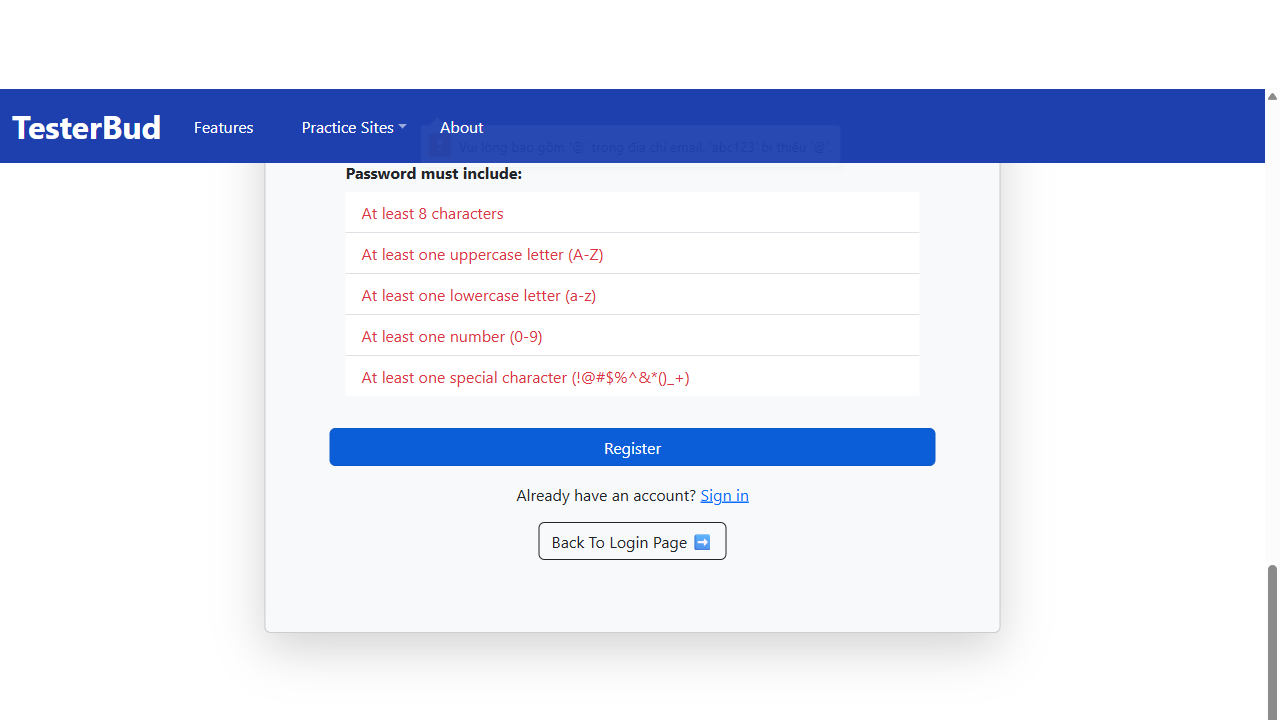 TesterBud Features Practice Sites About
Vui lòng bao gồm '@' trong địa chỉ email. 'abc123' bị thiếu '@'.
Password must include:
At least 8 characters
At least one uppercase letter (A-Z)
At least one lowercase letter (a-z)
At least one number (0-9)
At least one special character (!@#$%^&*()_+)
Register
Already have an account? Sign in
Back To Login Page ➡️